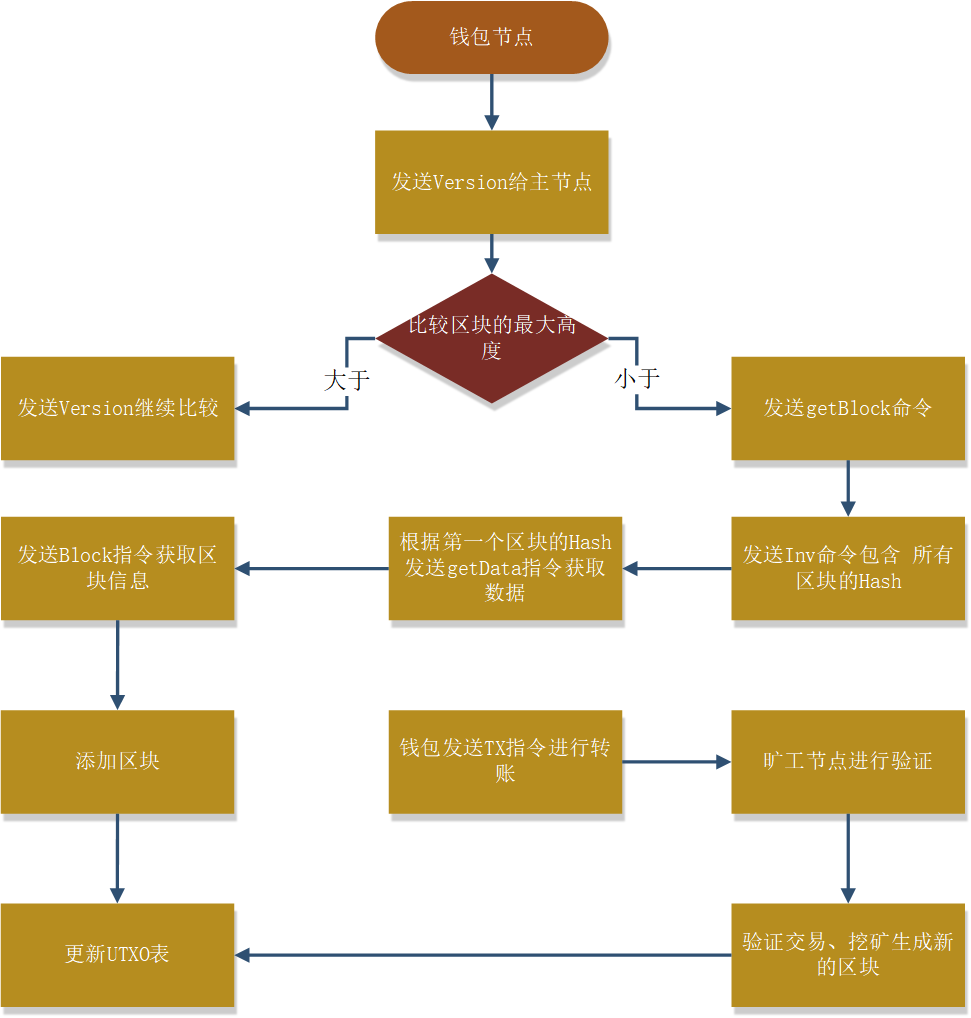 钱包节点
发送Version给主节点
比较区块的最大高
度
大于
小于
发送Version继续比较
发送getBlock命令
发送Block指令获取区
块信息
根据第一个区块的Hash
发送getData指令获取
数据
发送Inv命令包含 所有
区块的Hash
添加区块
钱包发送TX指令进行转
账
旷工节点进行验证
更新UTXO表
验证交易、挖矿生成新
的区块